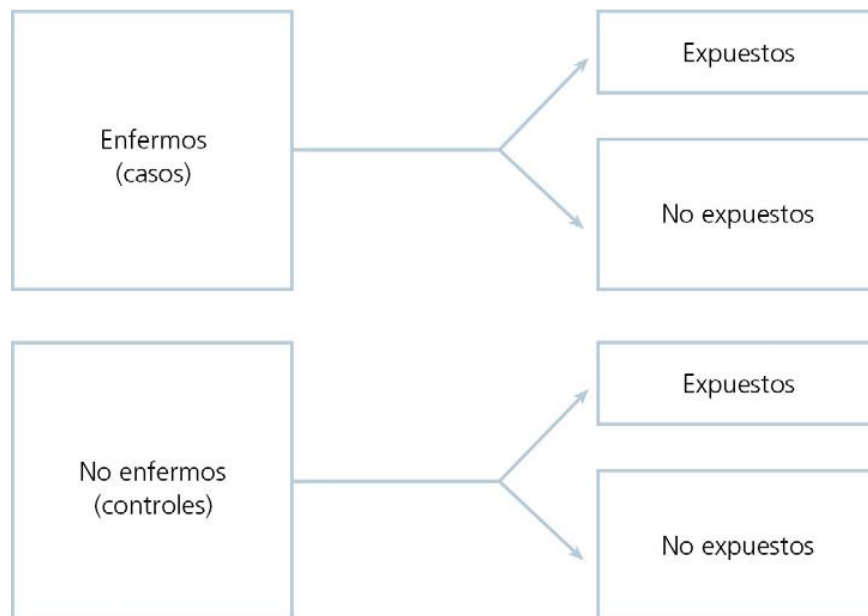 Enfermos
(casos)
Expuestos
No expuestos
No enfermos
(controles)
Expuestos
No expuestos